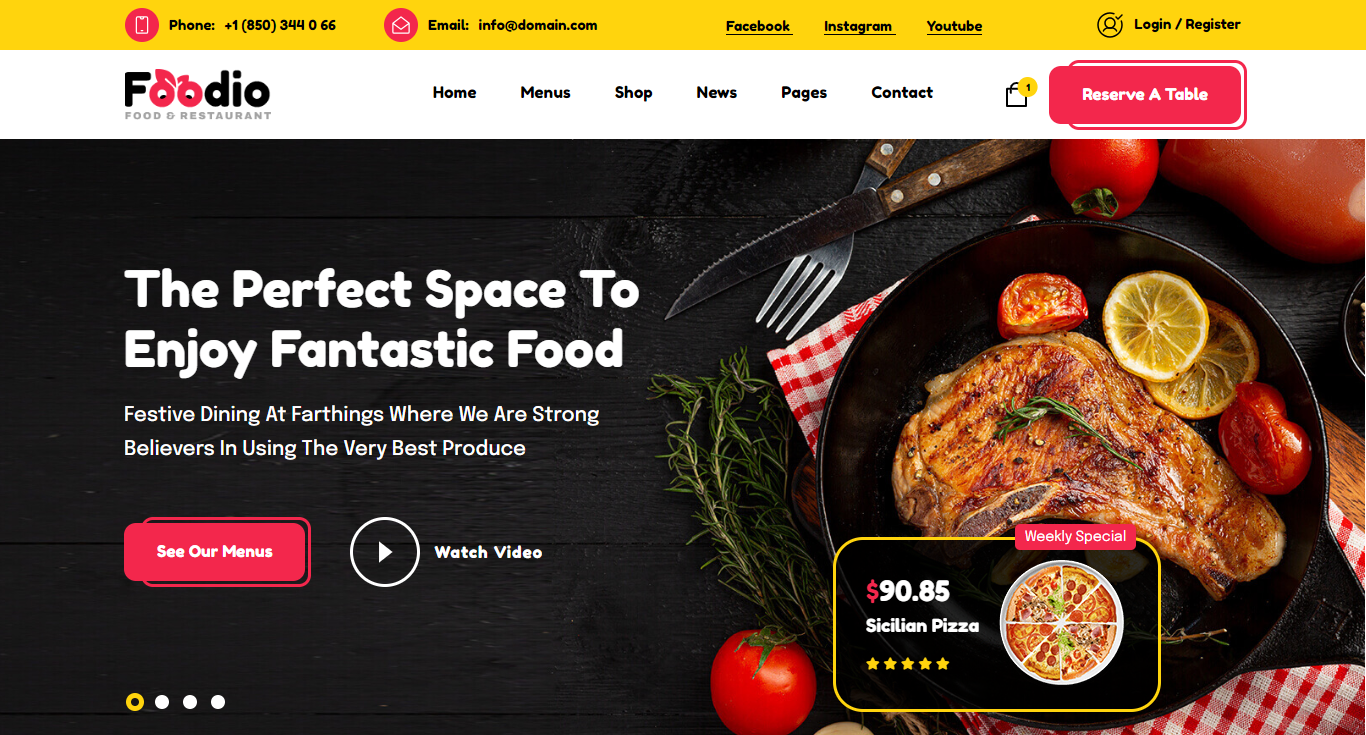 Phone: +1 (850) 344 0 66
Email: info@domain.com
Facebook
Instagram
Youtube
Login / Register
Foodio
FOOD & RESTAURANT
Home
Menus
Shop
News
Pages
Contact
1
Reserve A Table
The Perfect Space To
Enjoy Fantastic Food
Festive Dining At Farthings Where We Are Strong
Believers In Using The Very Best Produce
See Our Menus
Watch Video
Weekly Special
$90.85
Sicilian Pizza